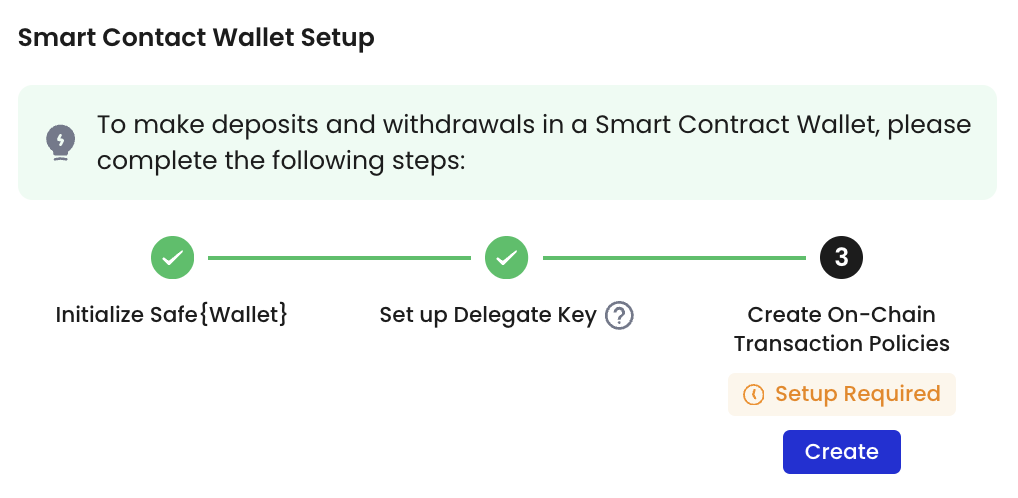 Smart Contact Wallet Setup
To make deposits and withdrawals in a Smart Contract Wallet, please
complete the following steps:
3
Initialize Safe{Wallet}
Set up Delegate Key ?
Create On-Chain
Transaction Policies
Setup Required
Create